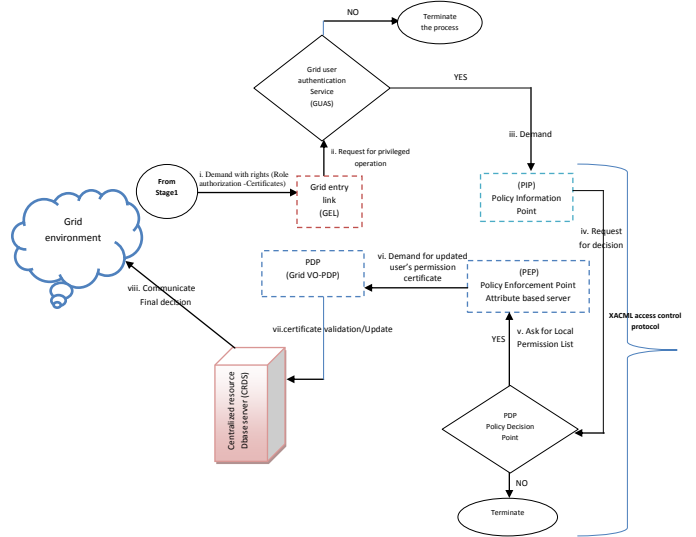 NO
Terminate
the process
Grid user
authentication
Service
(GUAS)
YES
iii. Demand
ii. Request for privileged
operation
i. Demand with rights (Role
authorization -Certificates)
From
Stage1
Grid entry
link
(GEL)
(PIP)
Policy Information
Point
Grid
environment
iv. Request
for decision
PDP
(Grid VO-PDP)
vi. Demand for updated
user's permission
certificate
(PEP)
Policy Enforcement Point
Attribute based server
viii. Communicate
Final decision
XACML access control
protocol
vii.certificate validation/Update
YES
v. Ask for Local
Permission List
Centralized resource
Dbase server (CRDS)
PDP
Policy Decision
Point
NO
Terminate